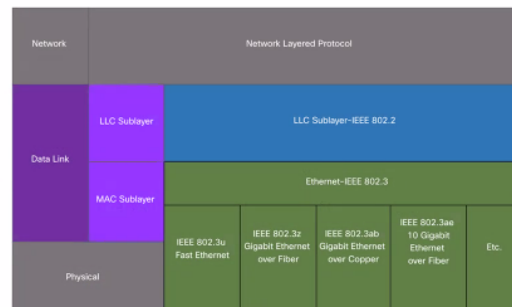 Network
Network Layered Protocol
LLC Sublayer
LLC Sublayer-IEEE 802.2
Data Link
Ethernet-IEEE 802.3
MAC Sublayer
IEEE 802.3u
Fast Ethernet
IEEE 802.3z
Gigabit Ethernet
over Fiber
IEEE 802.3ab
Gigabit Ethernet
over Copper
IEEE 802.3ae
10 Gigabit
Ethernet
over Fiber
Etc.
Physical